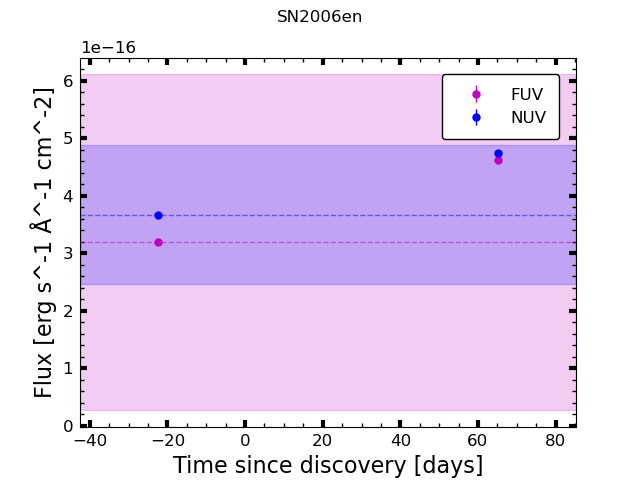 SN2006en
1e−16
6
5
4
3
2
1
0
−40
−20
0
20
40
60
80
FUV
NUV
Flux [erg s^-1 Å^-1 cm^-2]
Time since discovery [days]